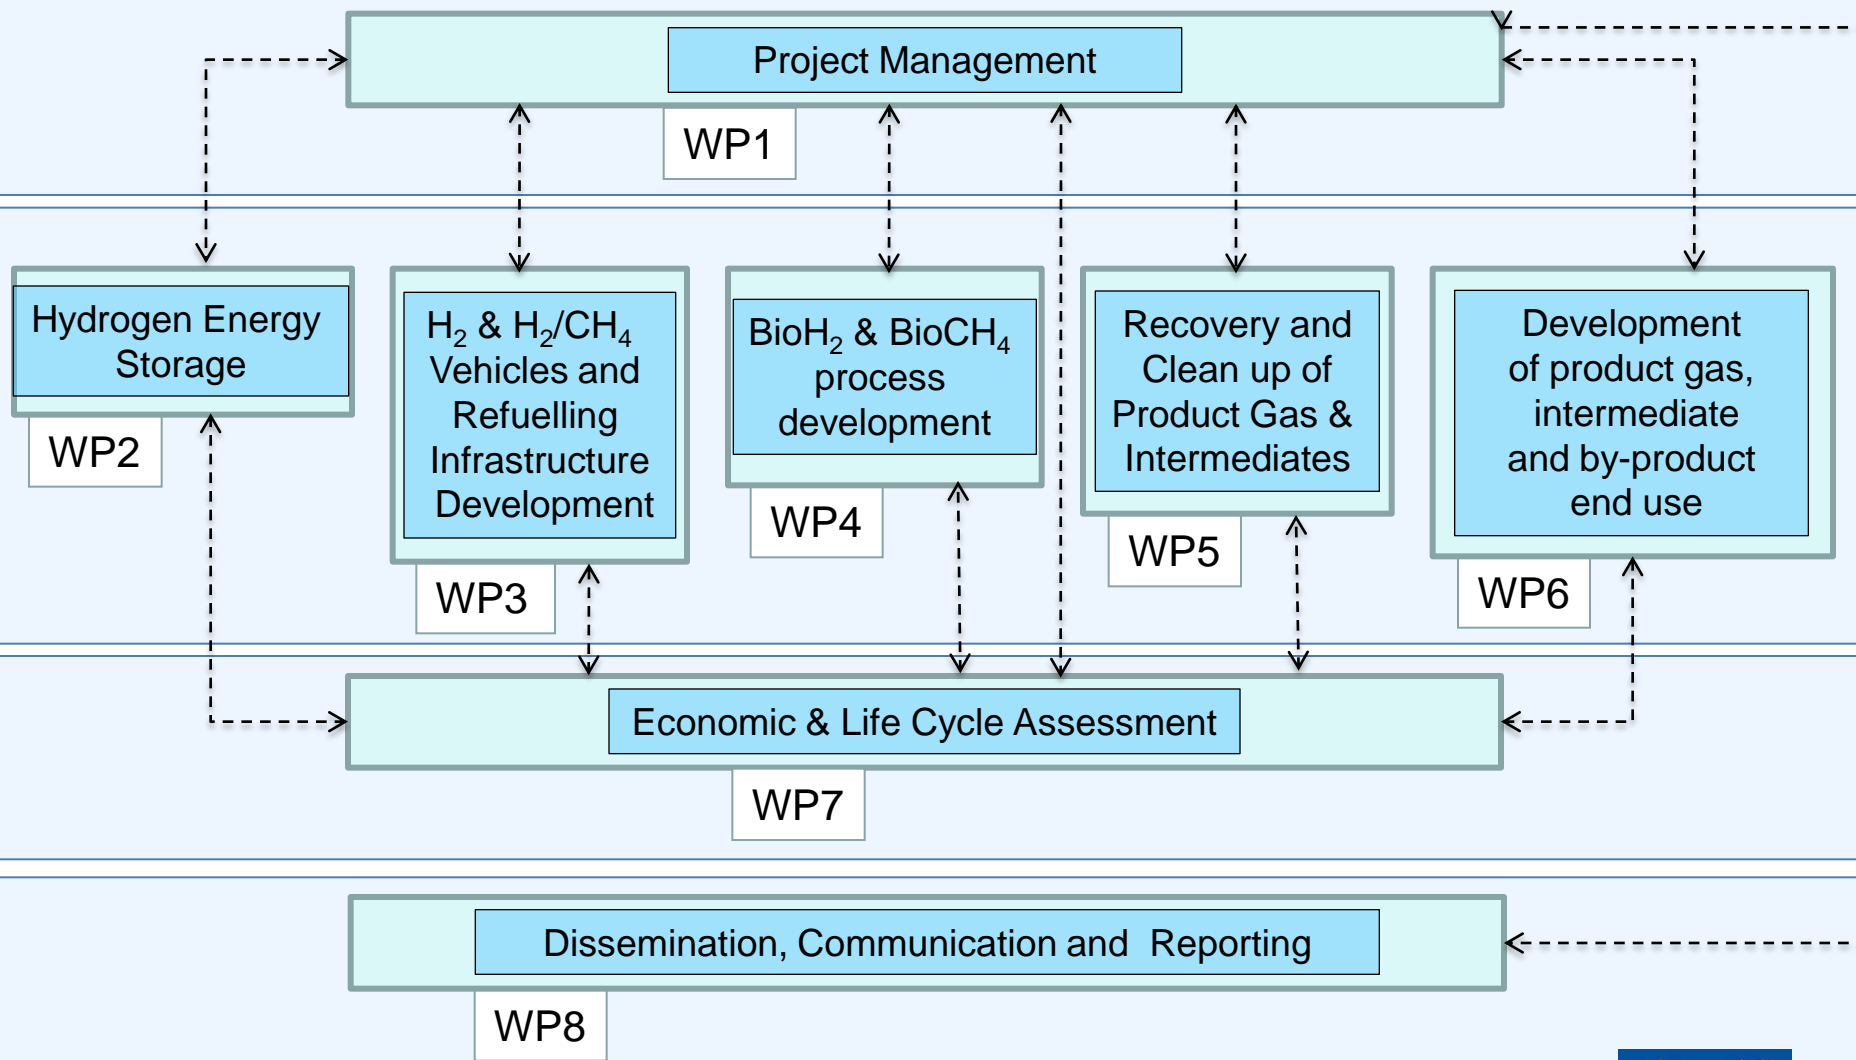 Project Management
WP1
Hydrogen Energy
Storage
WP2
H₂ & H₂/CH₄
Vehicles and
Refuelling
Infrastructure
Development
WP3
BioH₂ & BioCH₄
process
development
WP4
Recovery and
Clean up of
Product Gas &
Intermediates
WP5
Development
of product gas,
intermediate
and by-product
end use
WP6
Economic & Life Cycle Assessment
WP7
Dissemination, Communication and Reporting
WP8